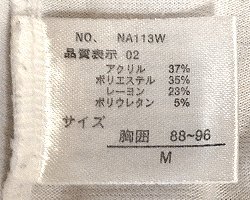 NO. NA113W
品質表示 02
アクリル 37%
ポリエステル 35%
レーヨン 23%
ポリウレタン 5%
サイズ
胸囲 88~96
M